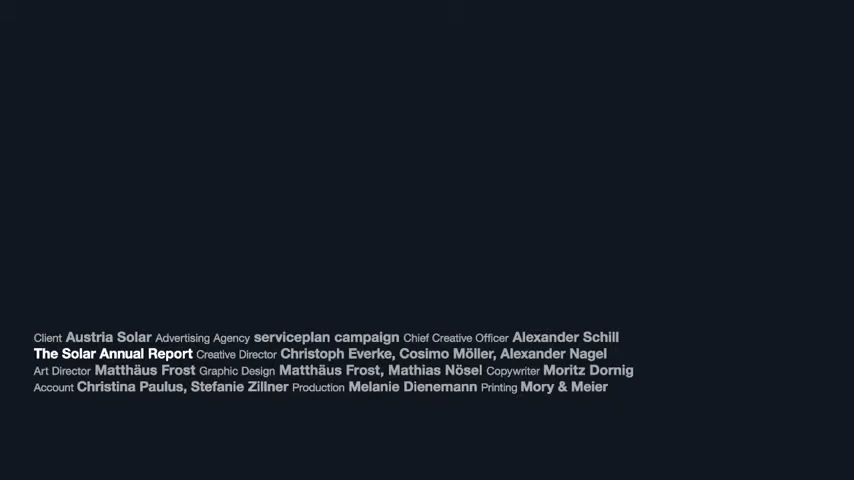 Client Austria Solar Advertising Agency serviceplan campaign Chief Creative Officer Alexander Schill
The Solar Annual Report Creative Director Christoph Everke, Cosimo Möller, Alexander Nagel
Art Director Matthäus Frost Graphic Design Matthäus Frost, Mathias Nösel Copywriter Moritz Dornig
Account Christina Paulus, Stefanie Zillner Production Melanie Dienemann Printing Mory & Meier